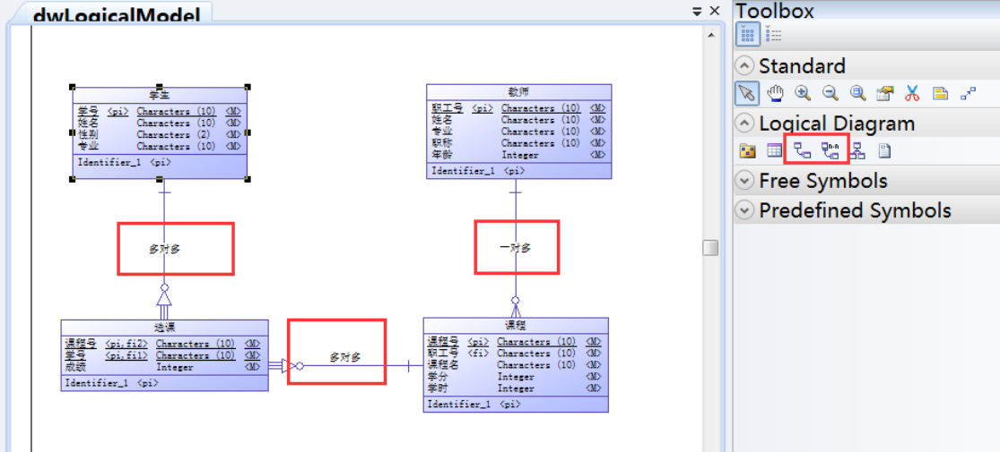 dwLogicalModel
学生
学号 <pi> Characters (10) <M>
姓名 Characters (10) <M>
性别 Characters (2) <M>
专业 Characters (10) <M>
Identifier_1 <pi>
教师
职工号 <pi> Characters (10) <M>
姓名 Characters (10) <M>
专业 Characters (10) <M>
职称 Characters (10) <M>
年龄 Integer <M>
Identifier_1 <pi>
多对多
一对多
选课
课程号 <pi,fi2> Characters (10) <M>
学号 <pi,fi1> Characters (10) <M>
成绩 Integer <M>
Identifier_1 <pi>
多对多
课程
课程号 <pi> Characters (10) <M>
职工号 <fi> Characters (10) <M>
课程名 Characters (10) <M>
学分 Integer <M>
学时 Integer <M>
Identifier_1 <pi>
Toolbox
Standard
Logical Diagram
n-n
Free Symbols
Predefined Symbols